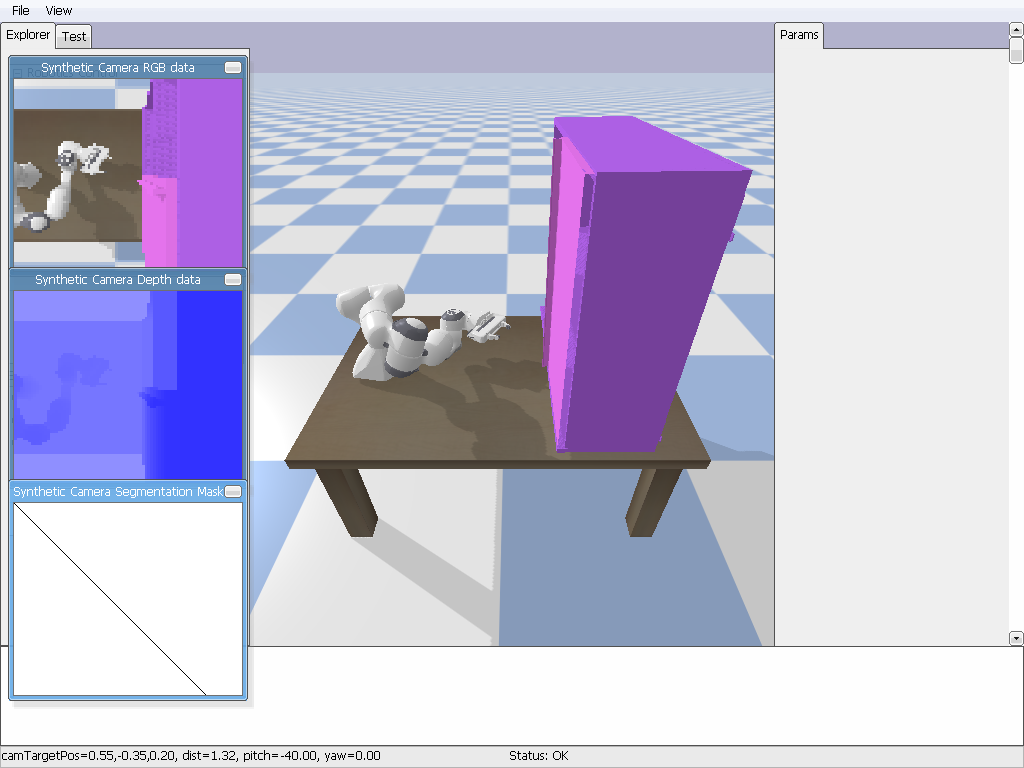 File View
Explorer Test
Params
Synthetic Camera RGB data
Synthetic Camera Depth data
Synthetic Camera Segmentation Mask
camTargetPos=0.55,-0.35,0.20, dist=1.32, pitch=-40.00, yaw=0.00
Status: OK